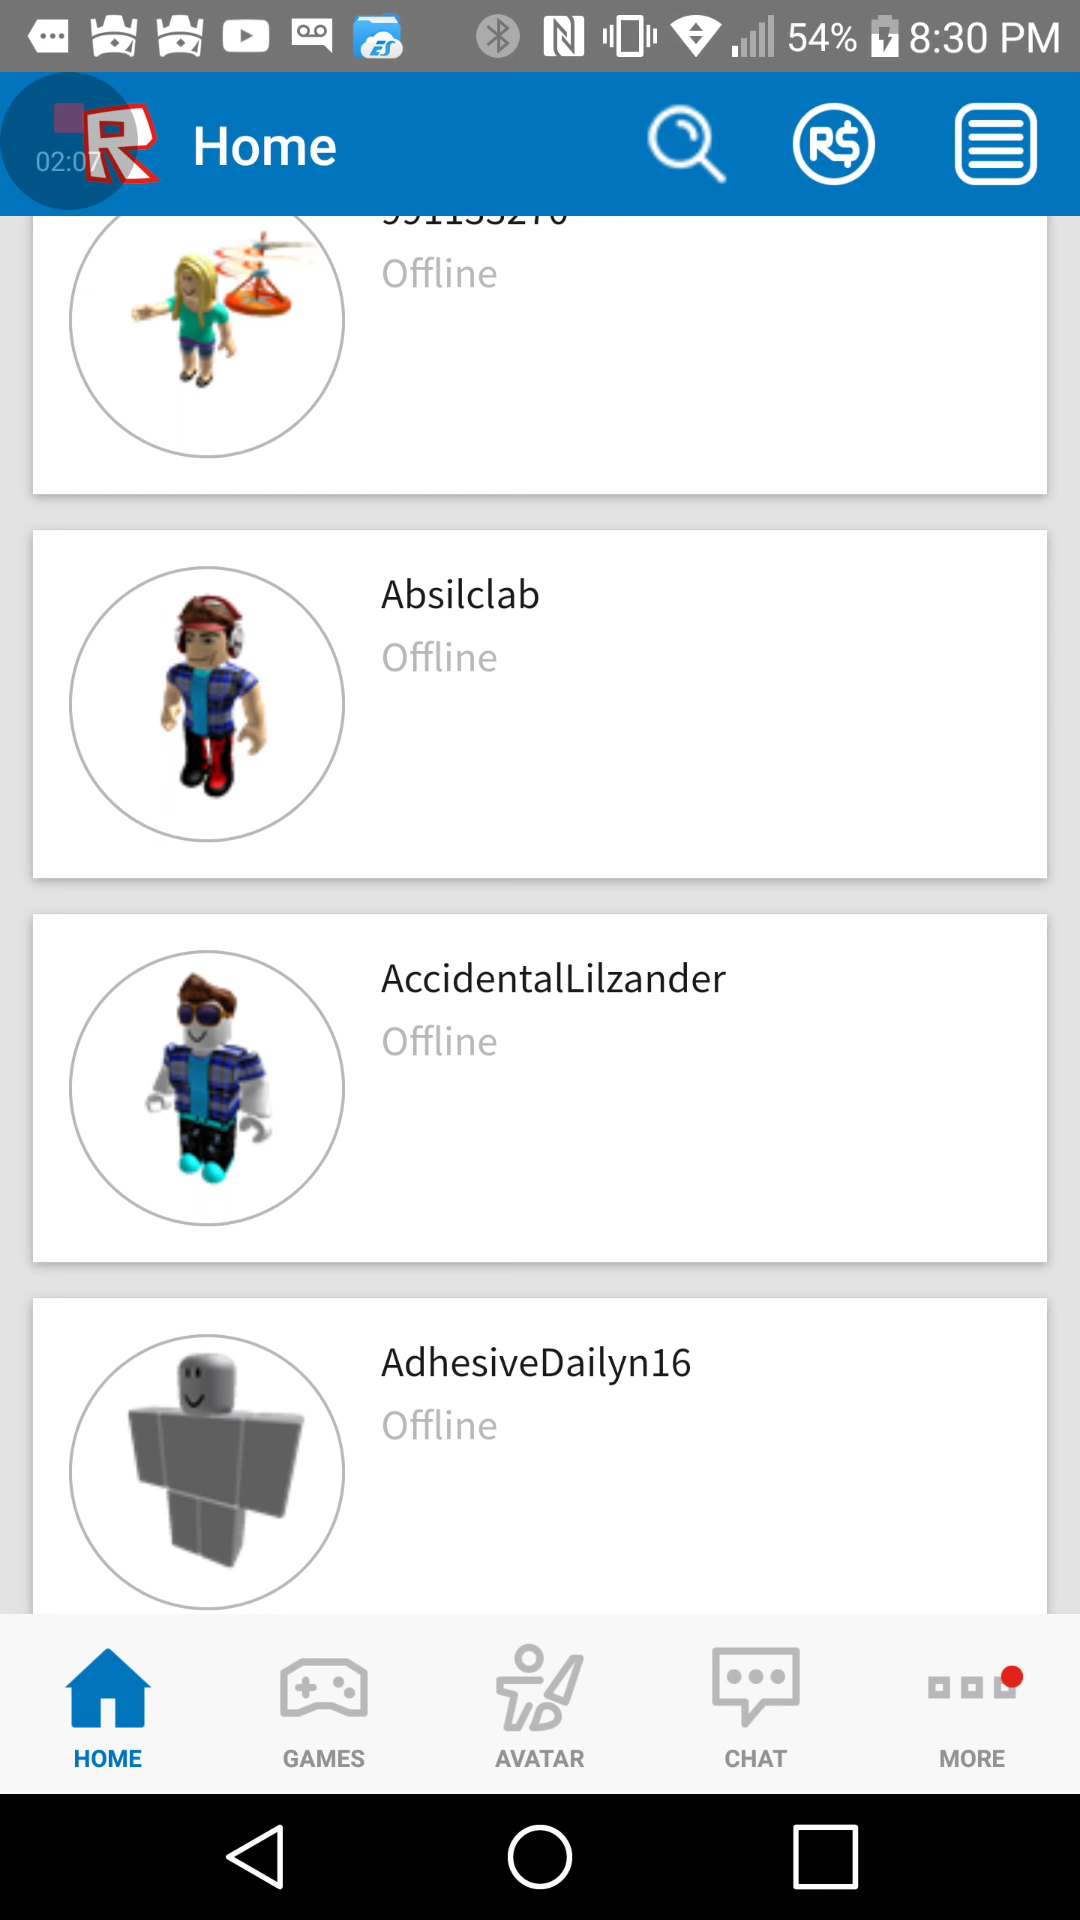 54% 8:30 PM
02:07
Home
R$
991133270
Offline
Absilclab
Offline
AccidentalLilzander
Offline
AdhesiveDailyn16
Offline
HOME GAMES AVATAR CHAT MORE